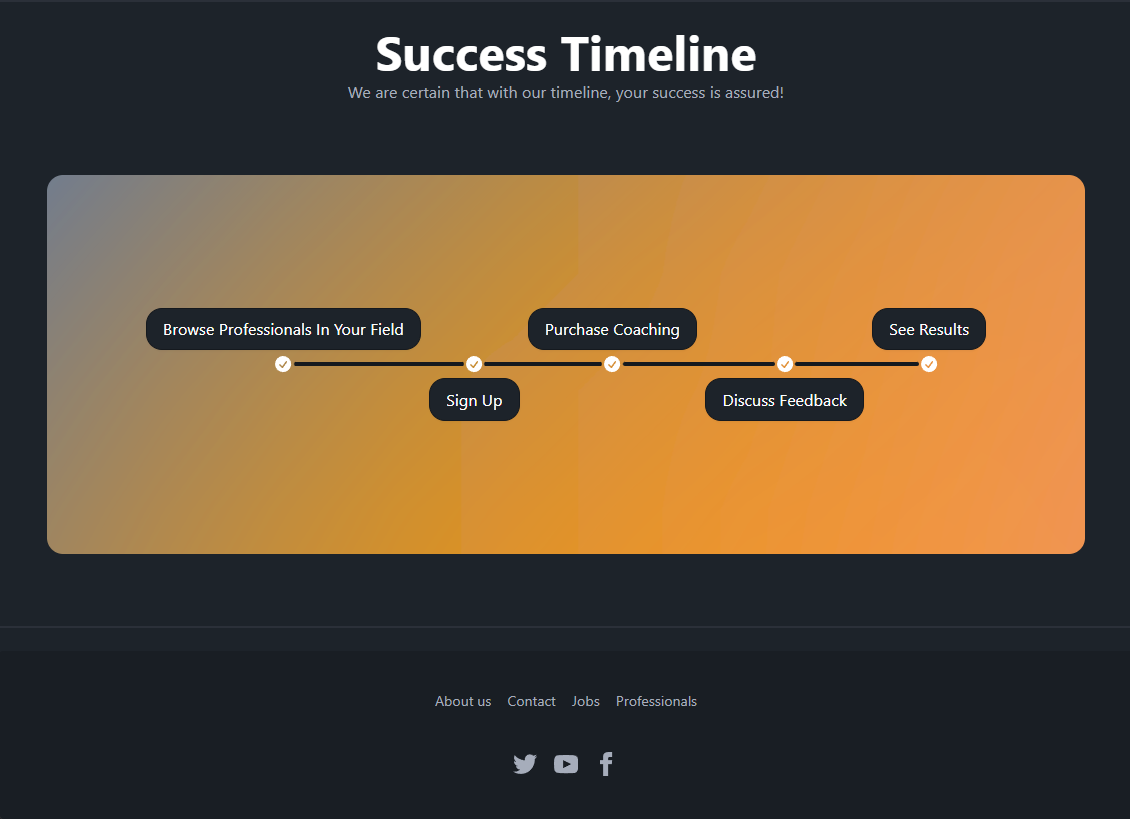 Success Timeline
We are certain that with our timeline, your success is assured!
Browse Professionals In Your Field
Sign Up
Purchase Coaching
Discuss Feedback
See Results
About us
Contact
Jobs
Professionals